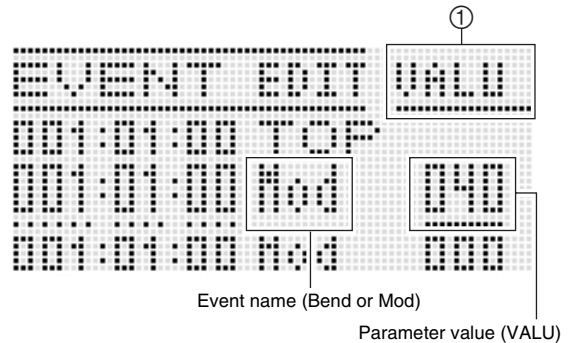 ①
EVENT EDIT VALU
001:01:00 TOP
001:01:00 Mod 040
001:01:00 Mod 000
Event name (Bend or Mod)
Parameter value (VALU)